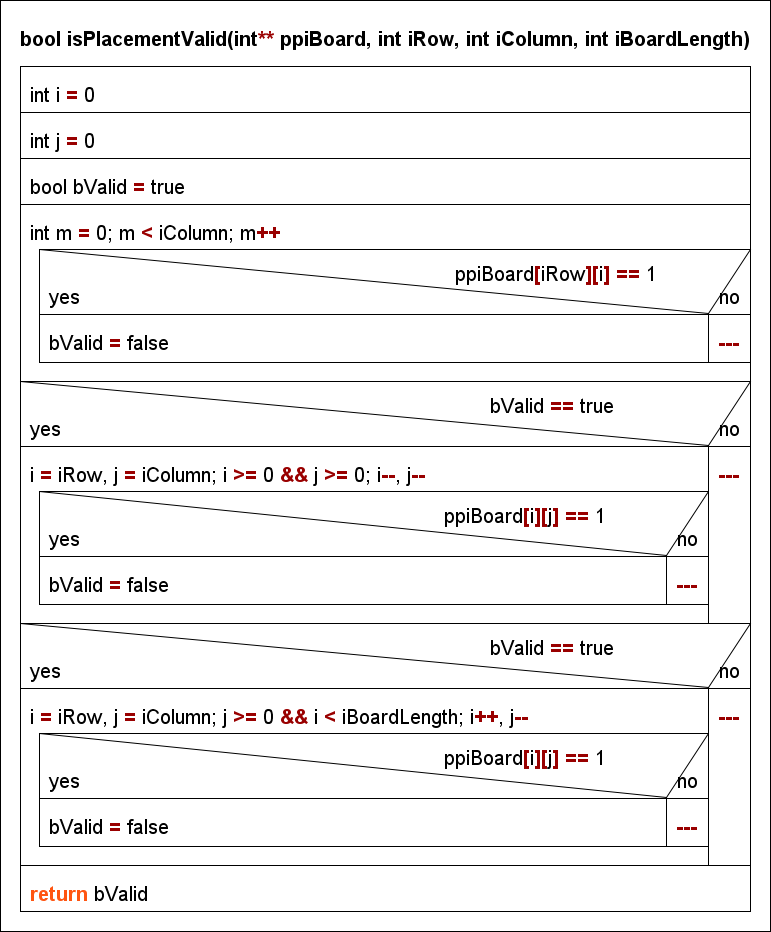 bool isPlacementValid(int** ppiBoard, int iRow, int iColumn, int iBoardLength)
int i = 0
int j = 0
bool bValid = true
int m = 0; m < iColumn; m++
ppiBoard[iRow][i] == 1
yes no
bValid = false ---
bValid == true
yes no
i = iRow, j = iColumn; i >= 0 && j >= 0; i--, j-- ---
ppiBoard[i][j] == 1
yes no
bValid = false ---
bValid == true
yes no
i = iRow, j = iColumn; j >= 0 && i < iBoardLength; i++, j-- ---
ppiBoard[i][j] == 1
yes no
bValid = false ---
return bValid